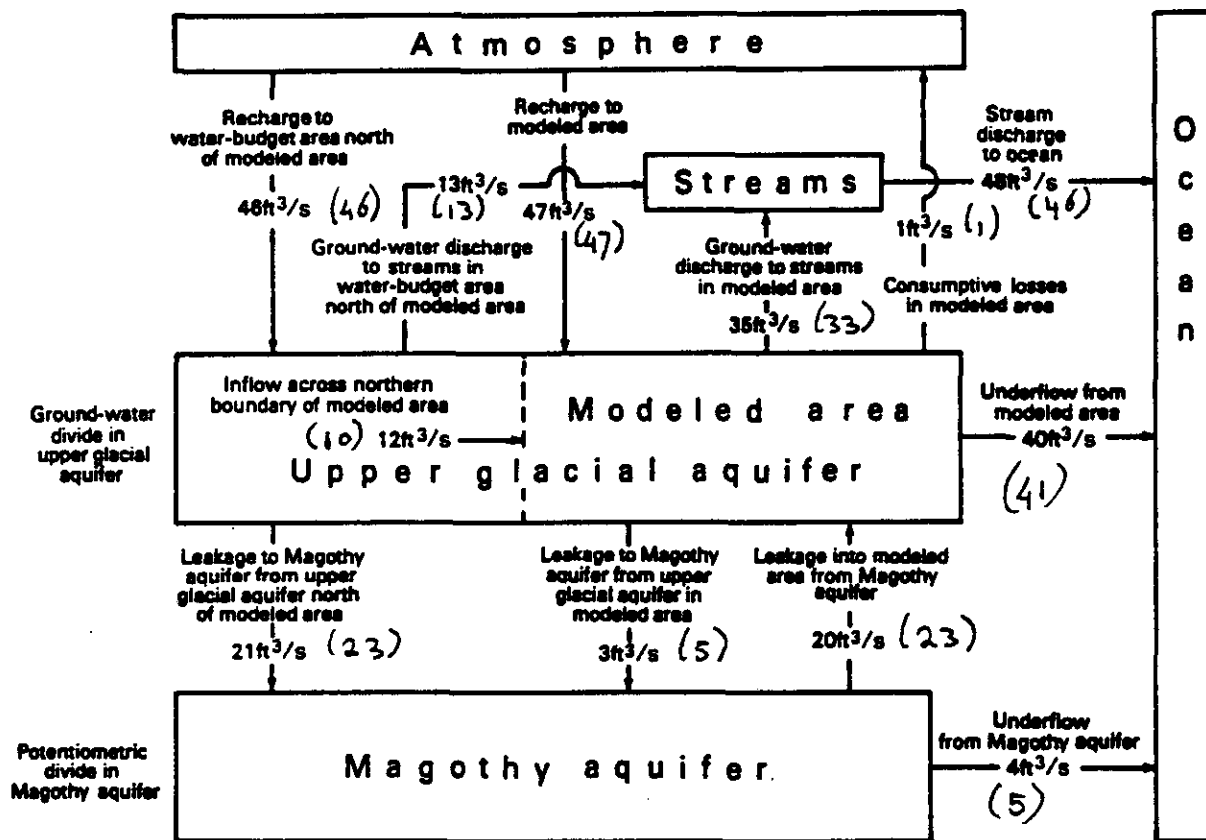 Atmosphere
Recharge to
water-budget area north
of modeled area
46ft³/s (46)
Recharge to
modeled area
47ft³/s
(47)
13ft³/s
(13)
Ground-water discharge
to streams in
water-budget area
north of modeled area
Streams
Stream
discharge
to ocean
48ft³/s
(46)
1ft³/s (1)
Consumptive losses
in modeled area
Ground-water
discharge to streams
in modeled area
35ft³/s (33)
Ocean
Ground-water
divide in
upper glacial
aquifer
Inflow across northern
boundary of modeled area
(10) 12ft³/s
Modeled area
Upper glacial aquifer
Underflow from
modeled area
40ft³/s
(41)
Leakage to Magothy
aquifer from upper
glacial aquifer north
of modeled area
21ft³/s (23)
Leakage to Magothy
aquifer from upper
glacial aquifer in
modeled area
3ft³/s (5)
Leakage into modeled
area from Magothy
aquifer
20ft³/s (23)
Potentiometric
divide in
Magothy aquifer
Magothy aquifer
Underflow
from Magothy aquifer
4ft³/s
(5)